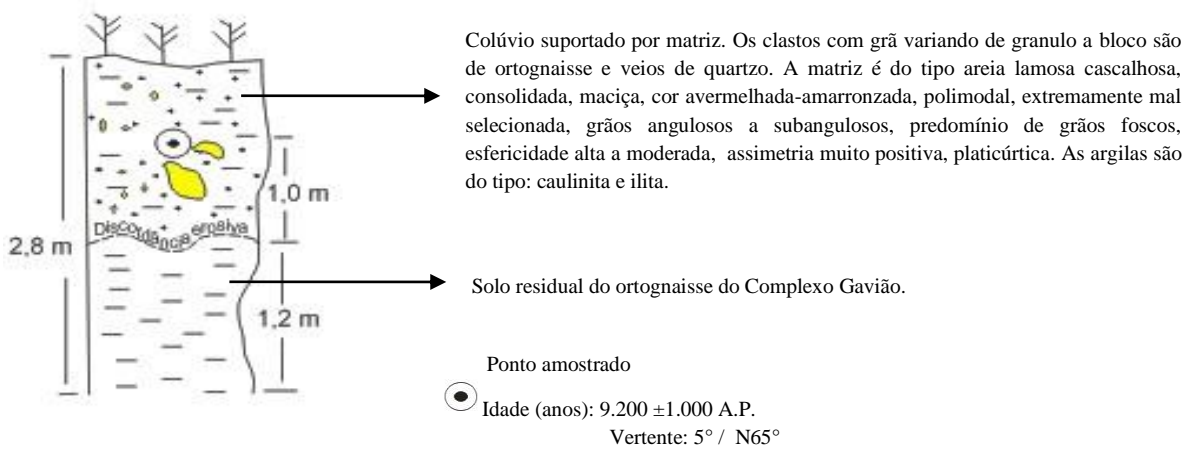 Colúvio suportado por matriz. Os clastos com grã variando de granulo a bloco são
de ortognaisse e veios de quartzo. A matriz é do tipo areia lamosa cascalhosa,
consolidada, maciça, cor avermelhada-amarronzada, polimodal, extremamente mal
selecionada, grãos angulosos a subangulosos, predomínio de grãos foscos,
esfericidade alta a moderada, assimetria muito positiva, platicúrtica. As argilas são
do tipo: caulinita e ilita.
1,0 m
Discordância erosiva
2,8 m
Solo residual do ortognaisse do Complexo Gavião.
1,2 m
Ponto amostrado
Idade (anos): 9.200 ±1.000 A.P.
Vertente: 5° / N65°